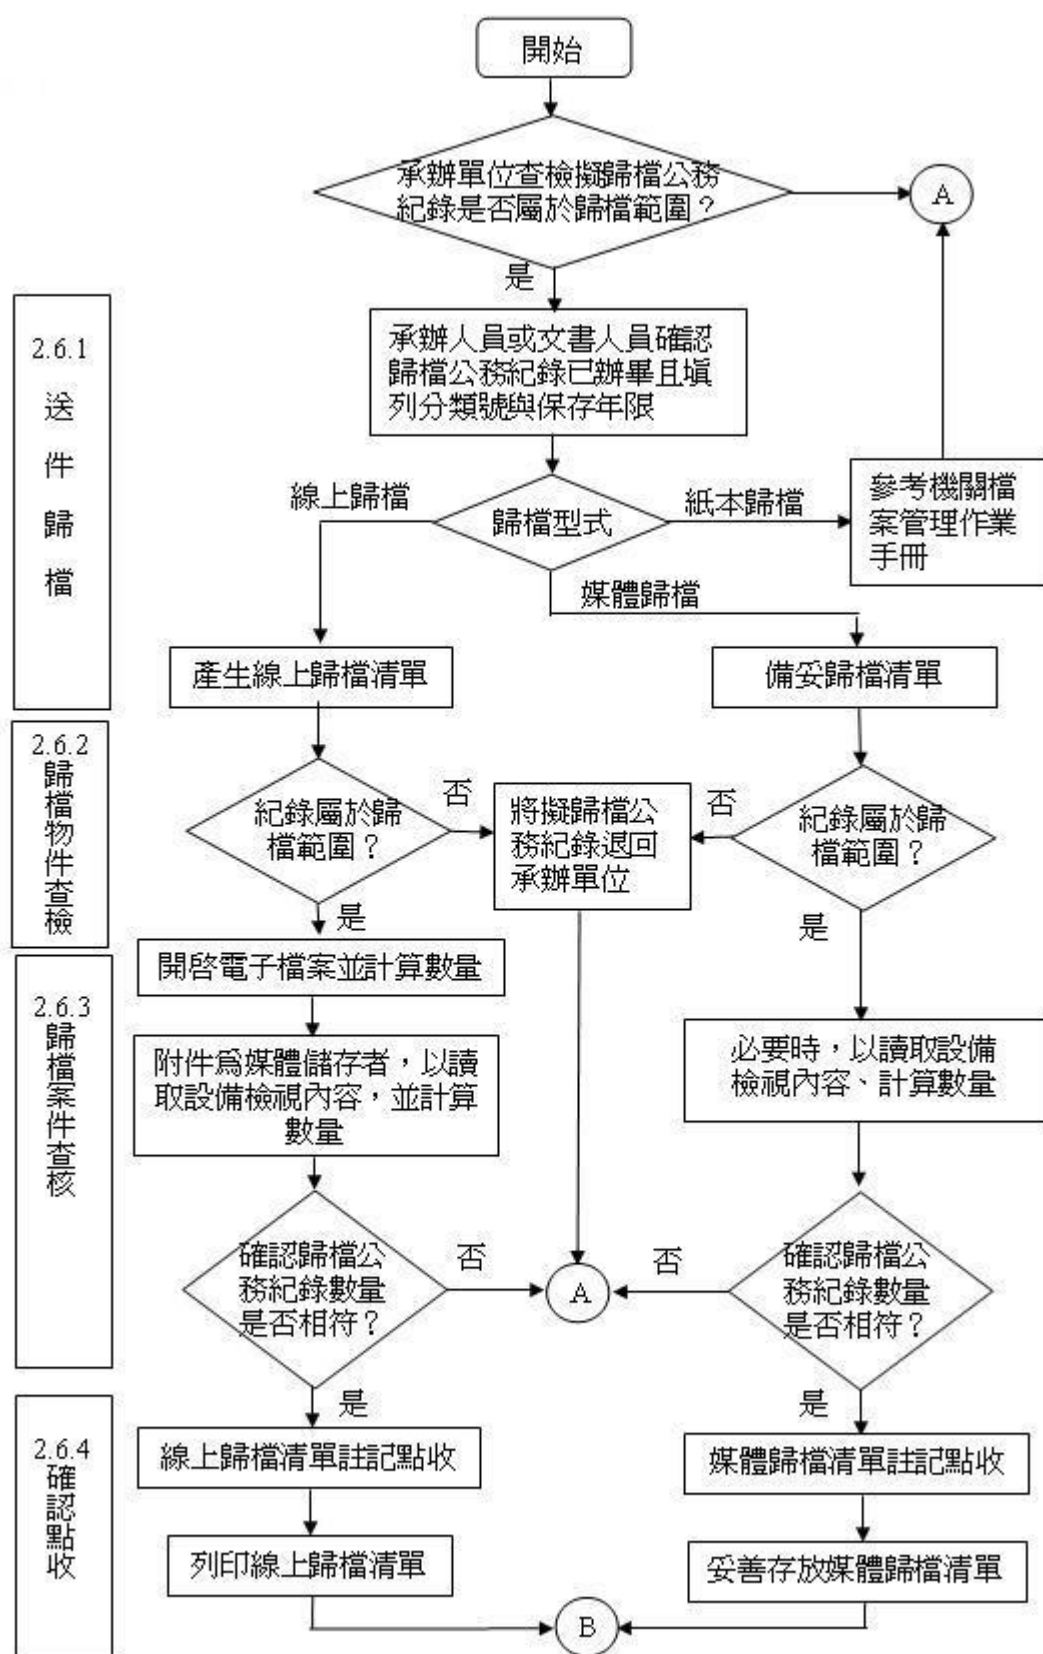 開始
承辦單位查檢擬歸檔公務
紀錄是否屬於歸檔範圍？
A
是
2.6.1
送
件
歸
檔
承辦人員或文書人員確認
歸檔公務紀錄已辦畢且填
列分類號與保存年限
線上歸檔
歸檔型式
紙本歸檔
參考機關檔
案管理作業
手冊
媒體歸檔
產生線上歸檔清單
備妥歸檔清單
2.6.2
歸
檔
物
件
查
檢
紀錄屬於歸
檔範圍？
否
將擬歸檔公
務紀錄退回
承辦單位
否
紀錄屬於歸
檔範圍？
是
是
2.6.3
歸
檔
案
件
查
核
開啓電子檔案並計算數量
附件為媒體儲存者，以讀
取設備檢視內容，並計算
數量
必要時，以讀取設備
檢視內容、計算數量
確認歸檔公
務紀錄數量
是否相符？
否
A
否
確認歸檔公
務紀錄數量
是否相符？
是
是
2.6.4
確
認
點
收
線上歸檔清單註記點收
媒體歸檔清單註記點收
列印線上歸檔清單
妥善存放媒體歸檔清單
B